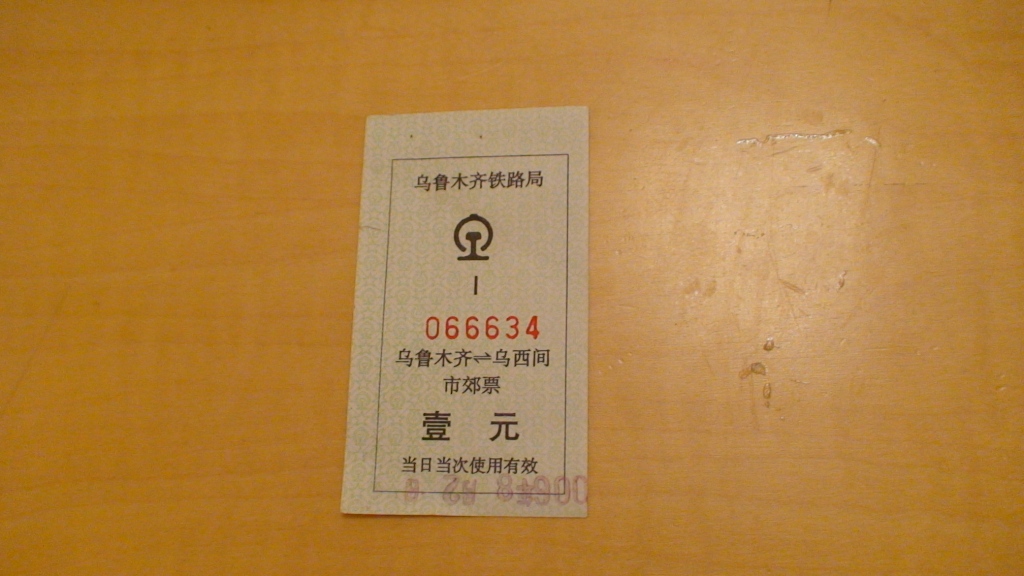 乌鲁木齐铁路局
I
066634
乌鲁木齐⇌乌西间
市郊票
壹 元
当日当次使用有效